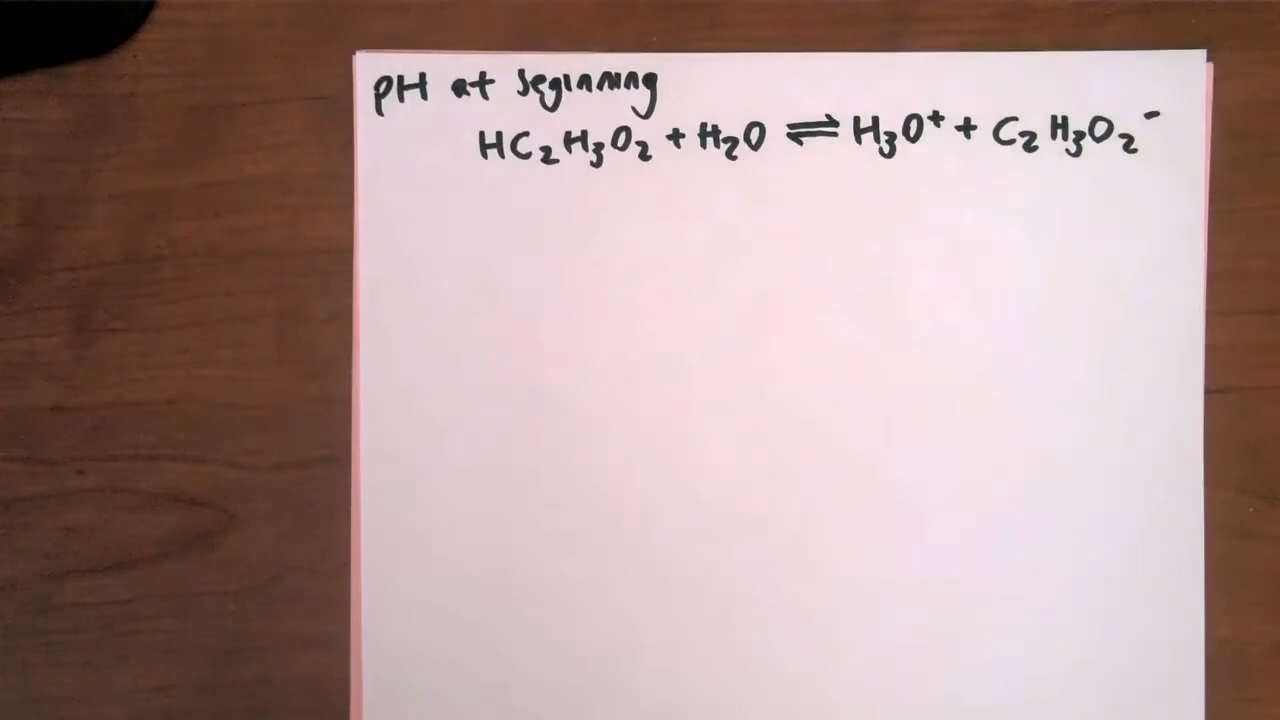 pH at beginning
HC₂H₃O₂ + H₂O ⇌ H₃O⁺ + C₂H₃O₂⁻